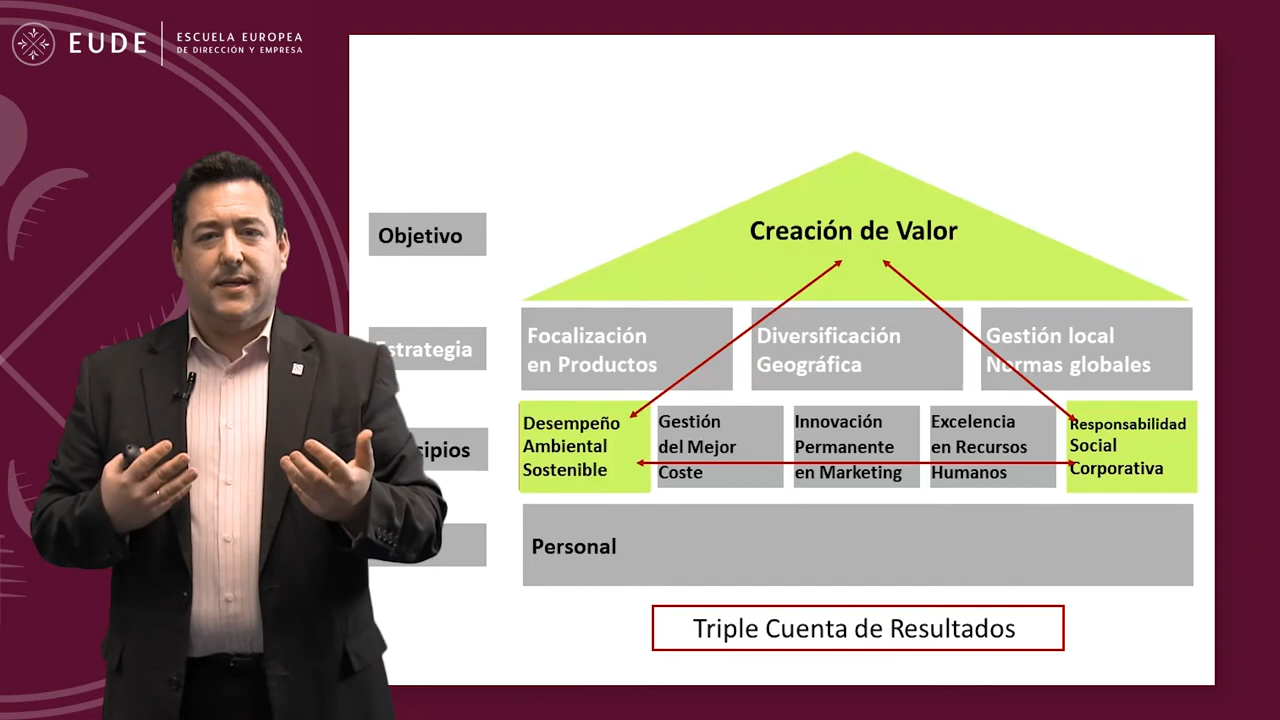 EUDE
ESCUELA EUROPEA
DE DIRECCIÓN Y EMPRESA
Objetivo
Creación de Valor
Estrategia
Focalización
en Productos
Diversificación
Geográfica
Gestión local
Normas globales
cipios
Desempeño
Ambiental
Sostenible
Gestión
del Mejor
Coste
Innovación
Permanente
en Marketing
Excelencia
en Recursos
Humanos
Responsabilidad
Social
Corporativa
Personal
Triple Cuenta de Resultados